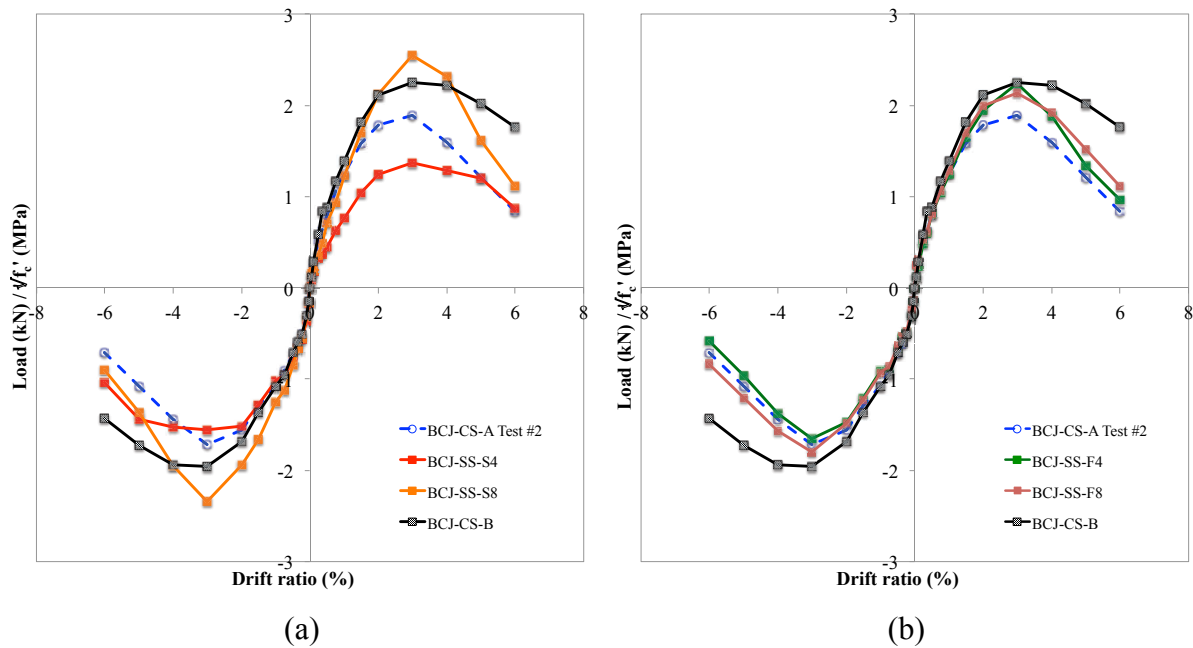 3
2
1
0
-1
-2
-3
-8 -6 -4 -2 0 2 4 6 8
Load (kN) / √fc' (MPa)
Drift ratio (%)
BCJ-CS-A Test #2
BCJ-SS-S4
BCJ-SS-S8
BCJ-CS-B
(a)
3
2
1
0
-1
-2
-3
-8 -6 -4 -2 0 2 4 6 8
Load (kN) / √fc' (MPa)
Drift ratio (%)
BCJ-CS-A Test #2
BCJ-SS-F4
BCJ-SS-F8
BCJ-CS-B
(b)